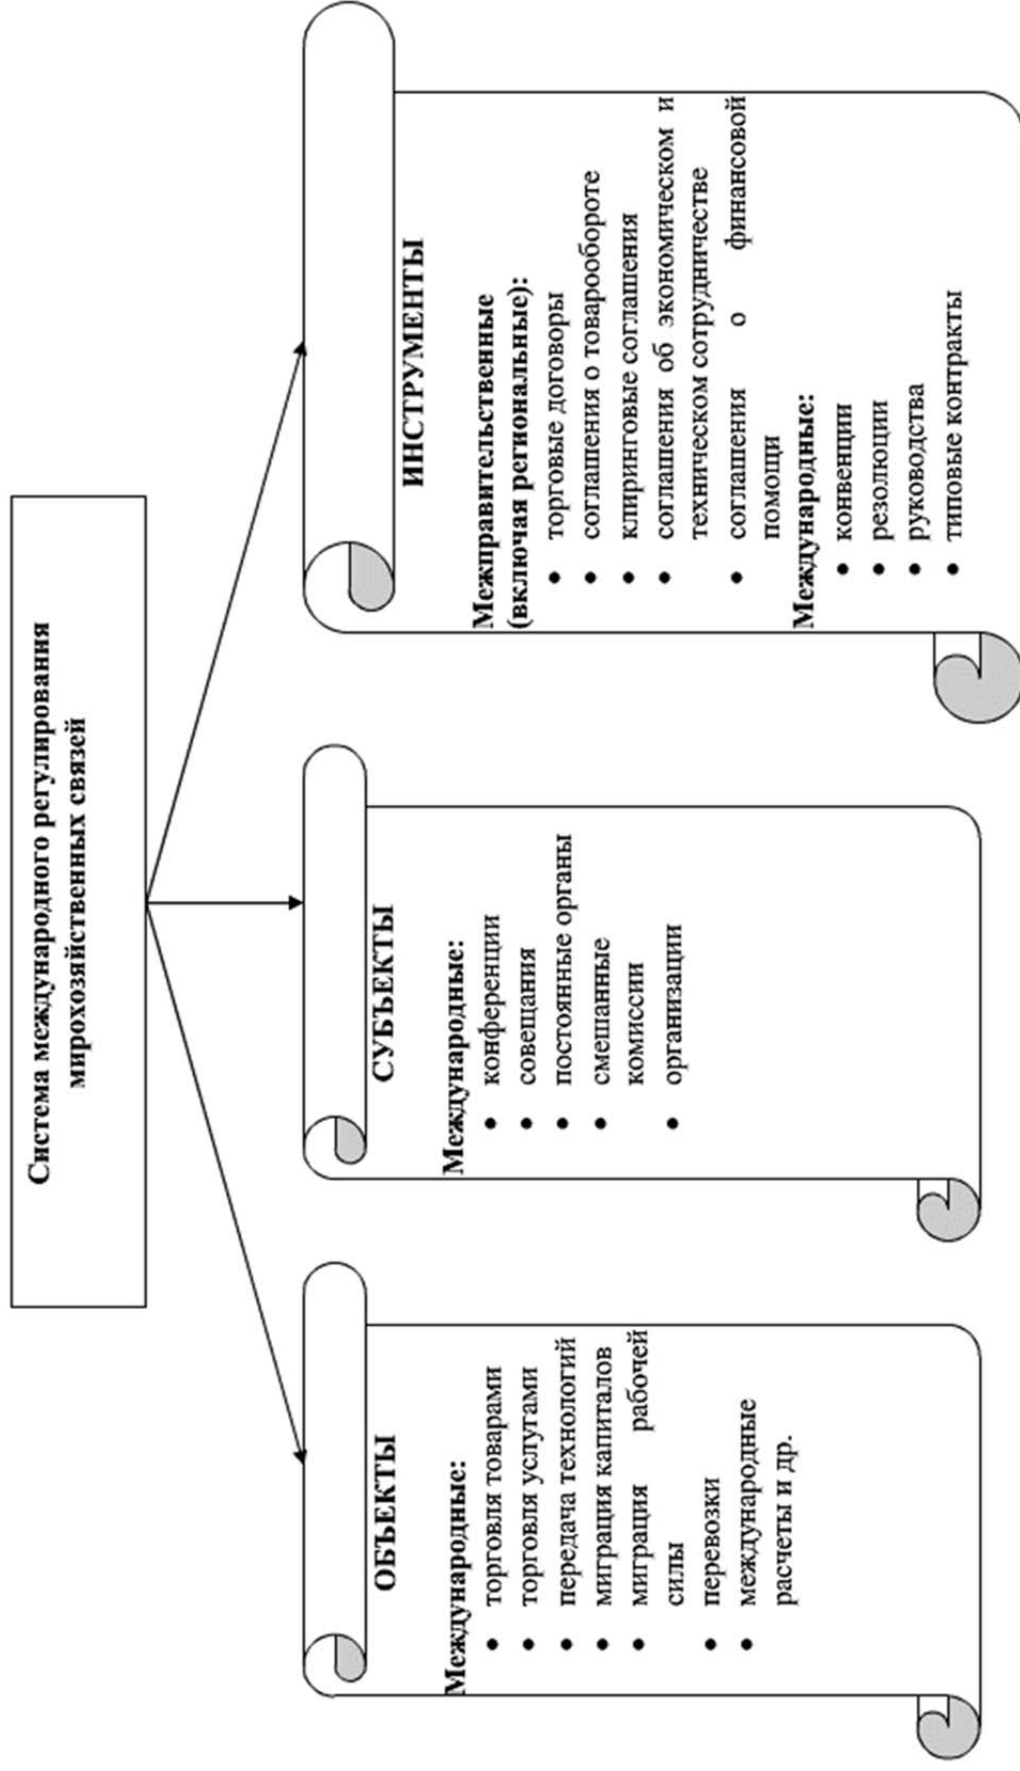 Система международного регулирования
мирохозяйственных связей
ОБЪЕКТЫ
Международные:
• торговля товарами
• торговля услугами
• передача технологий
• миграция капиталов
• миграция рабочей
силы
• перевозки
• международные
расчеты и др.
СУБЪЕКТЫ
Международные:
• конференции
• совещания
• постоянные органы
• смешанные
комиссии
• организации
ИНСТРУМЕНТЫ
Межправительственные
(включая региональные):
• торговые договоры
• соглашения о товарообороте
• клиринговые соглашения
• соглашения об экономическом и
техническом сотрудничестве
• соглашения о финансовой
помощи
Международные:
• конвенции
• резолюции
• руководства
• типовые контракты